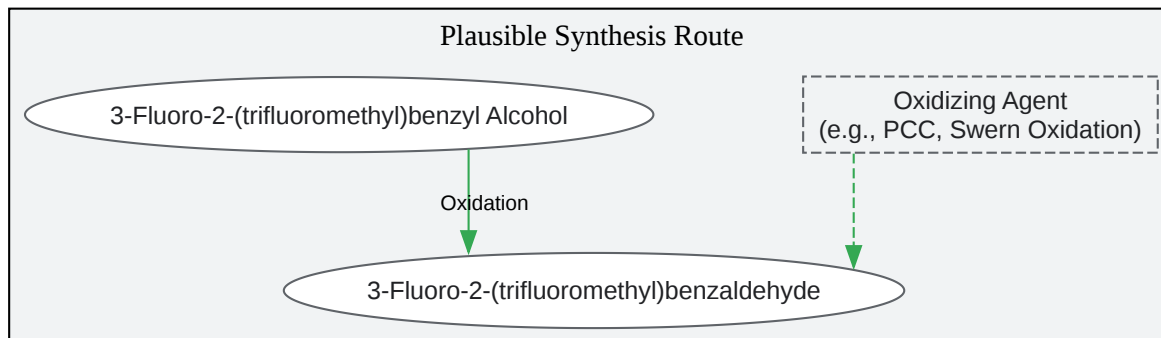 Plausible Synthesis Route
3-Fluoro-2-(trifluoromethyl)benzyl Alcohol
Oxidizing Agent
(e.g., PCC, Swern Oxidation)
Oxidation
3-Fluoro-2-(trifluoromethyl)benzaldehyde